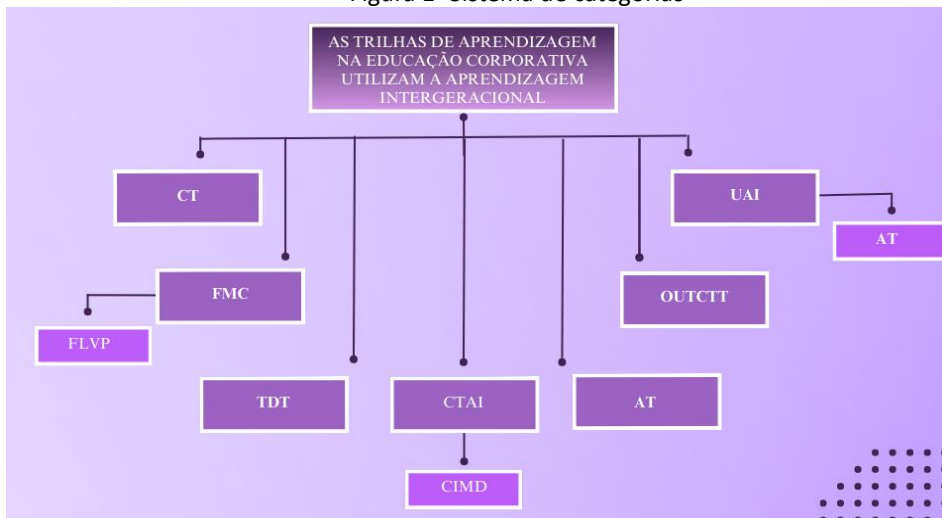 Figura 1- Sistema de categorias
AS TRILHAS DE APRENDIZAGEM
NA EDUCAÇÃO CORPORATIVA
UTILIZAM A APRENDIZAGEM
INTERGERACIONAL
CT
UAI
AT
FMC
OUTCTT
FLVP
TDT
CTAI
AT
CIMD